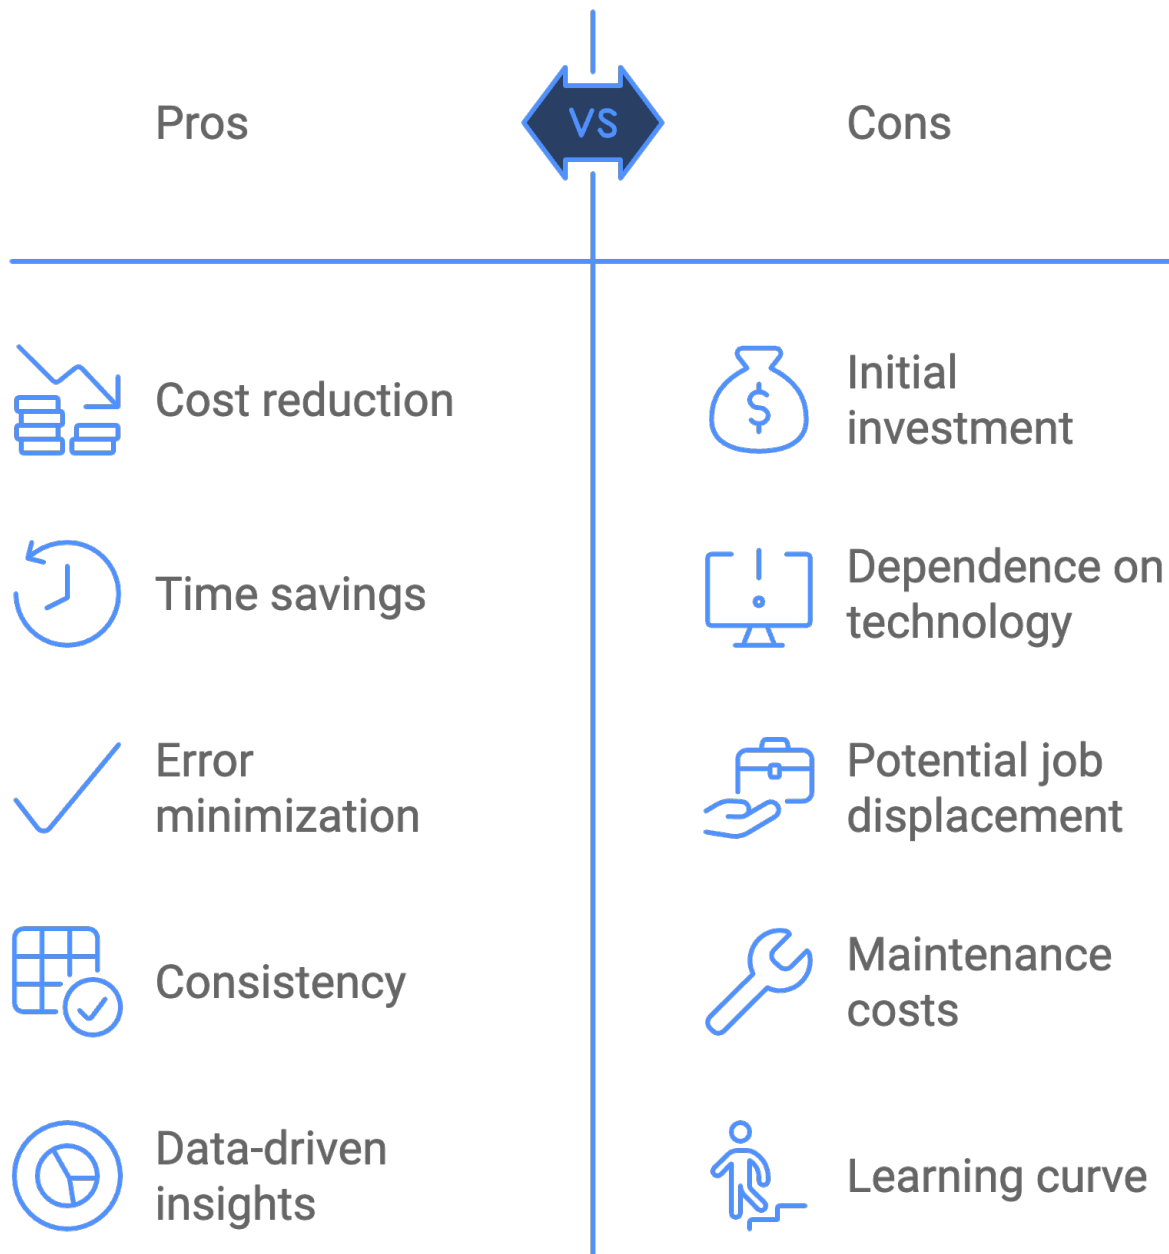 Pros
VS
Cons
Cost reduction
Time savings
Error
minimization
Consistency
Data-driven
insights
$
Initial
investment
Dependence on
technology
Potential job
displacement
Maintenance
costs
Learning curve